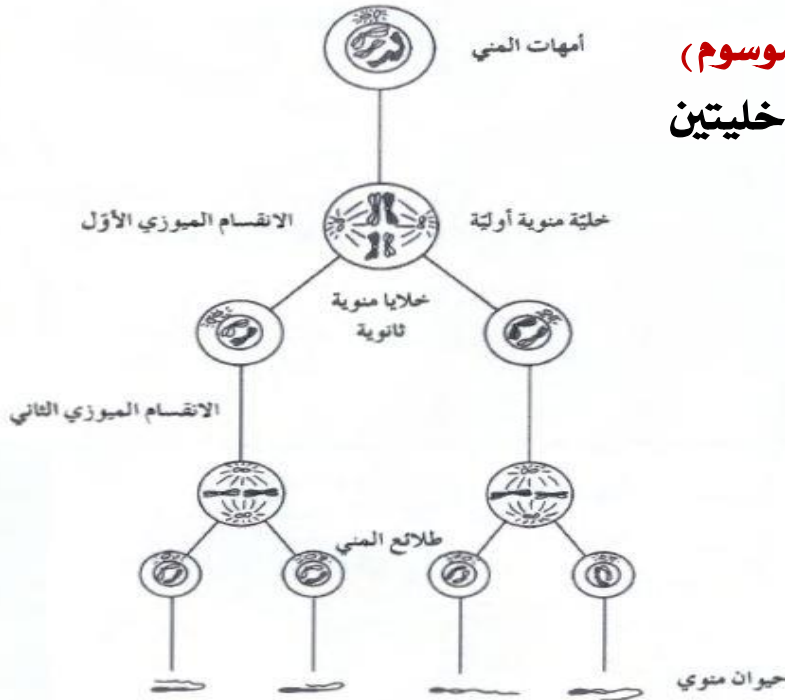 أمهات المني
خليتين
الانقسام الميوزي الأوّل
خليّة منوية أوليّة
خلايا منوية
ثانوية
الانقسام الميوزي الثاني
طلائع المني
حيوان منوي